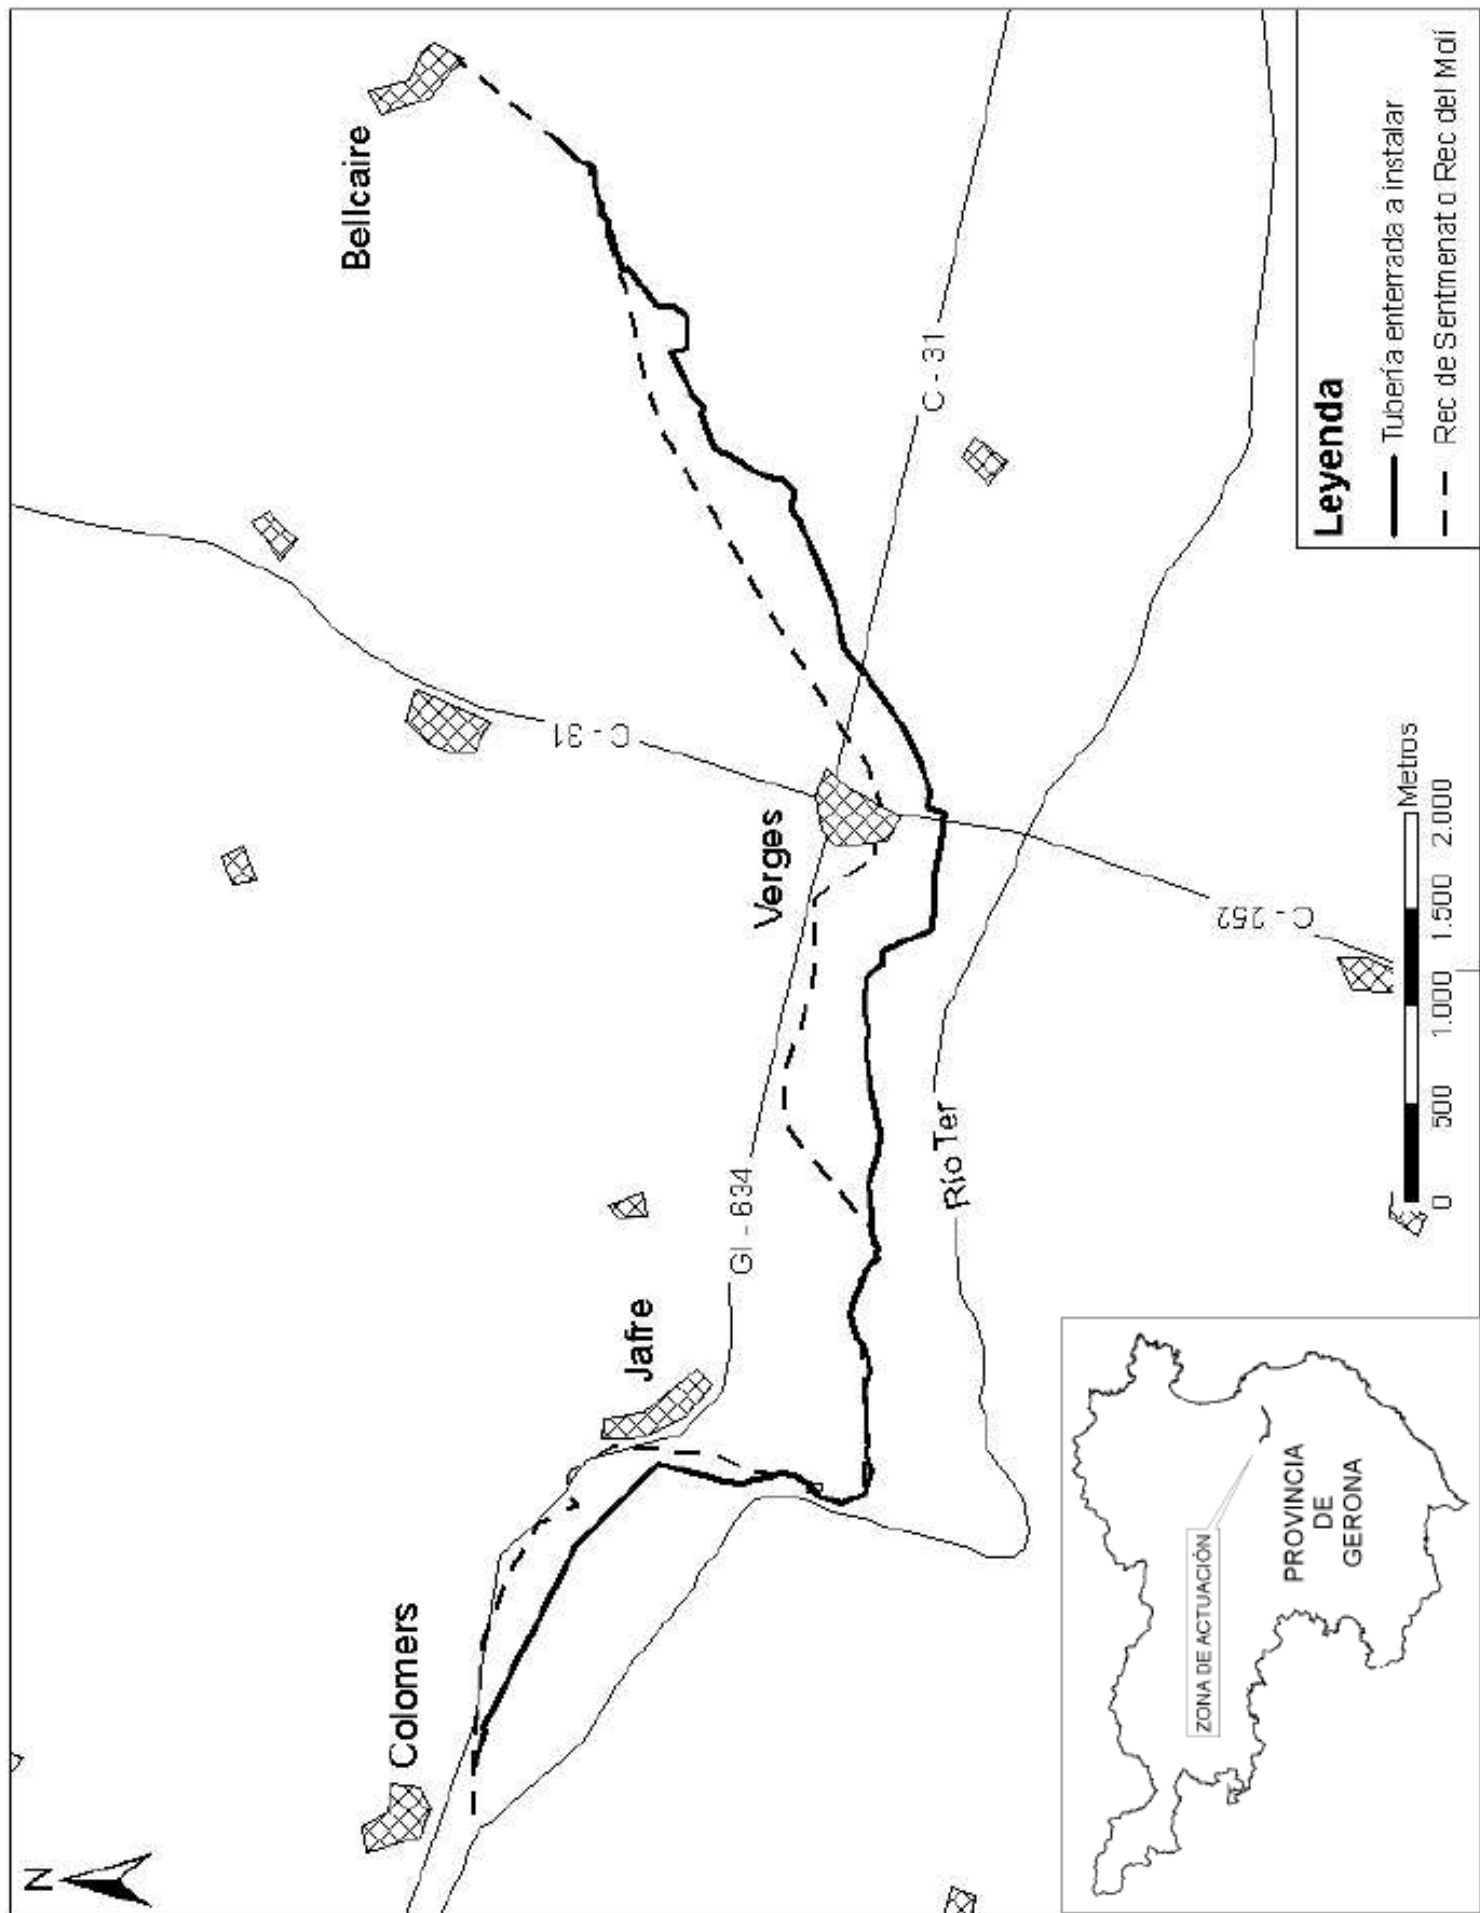 N
Colomers
Jafre
Verges
Bellcaire
GI - 634
C - 31
C - 31
C - 252
Río Ter
ZONA DE ACTUACIÓN
PROVINCIA
DE
GERONA
0 500 1.000 1.500 2.000
Metros
Leyenda
Tubería enterrada a instalar
Rec de Sentmenat o Rec del Molí